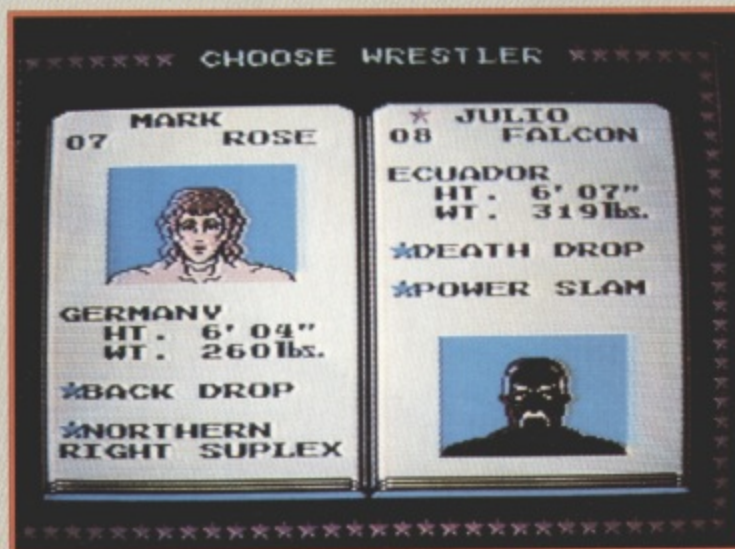 CHOOSE WRESTLER
MARK
07 ROSE
GERMANY
HT. 6'04"
WT. 260lbs.
BACK DROP
NORTHERN
RIGHT SUPLEX
JULIO
08 FALCON
ECUADOR
HT. 6'07"
WT. 319lbs.
DEATH DROP
POWER SLAM